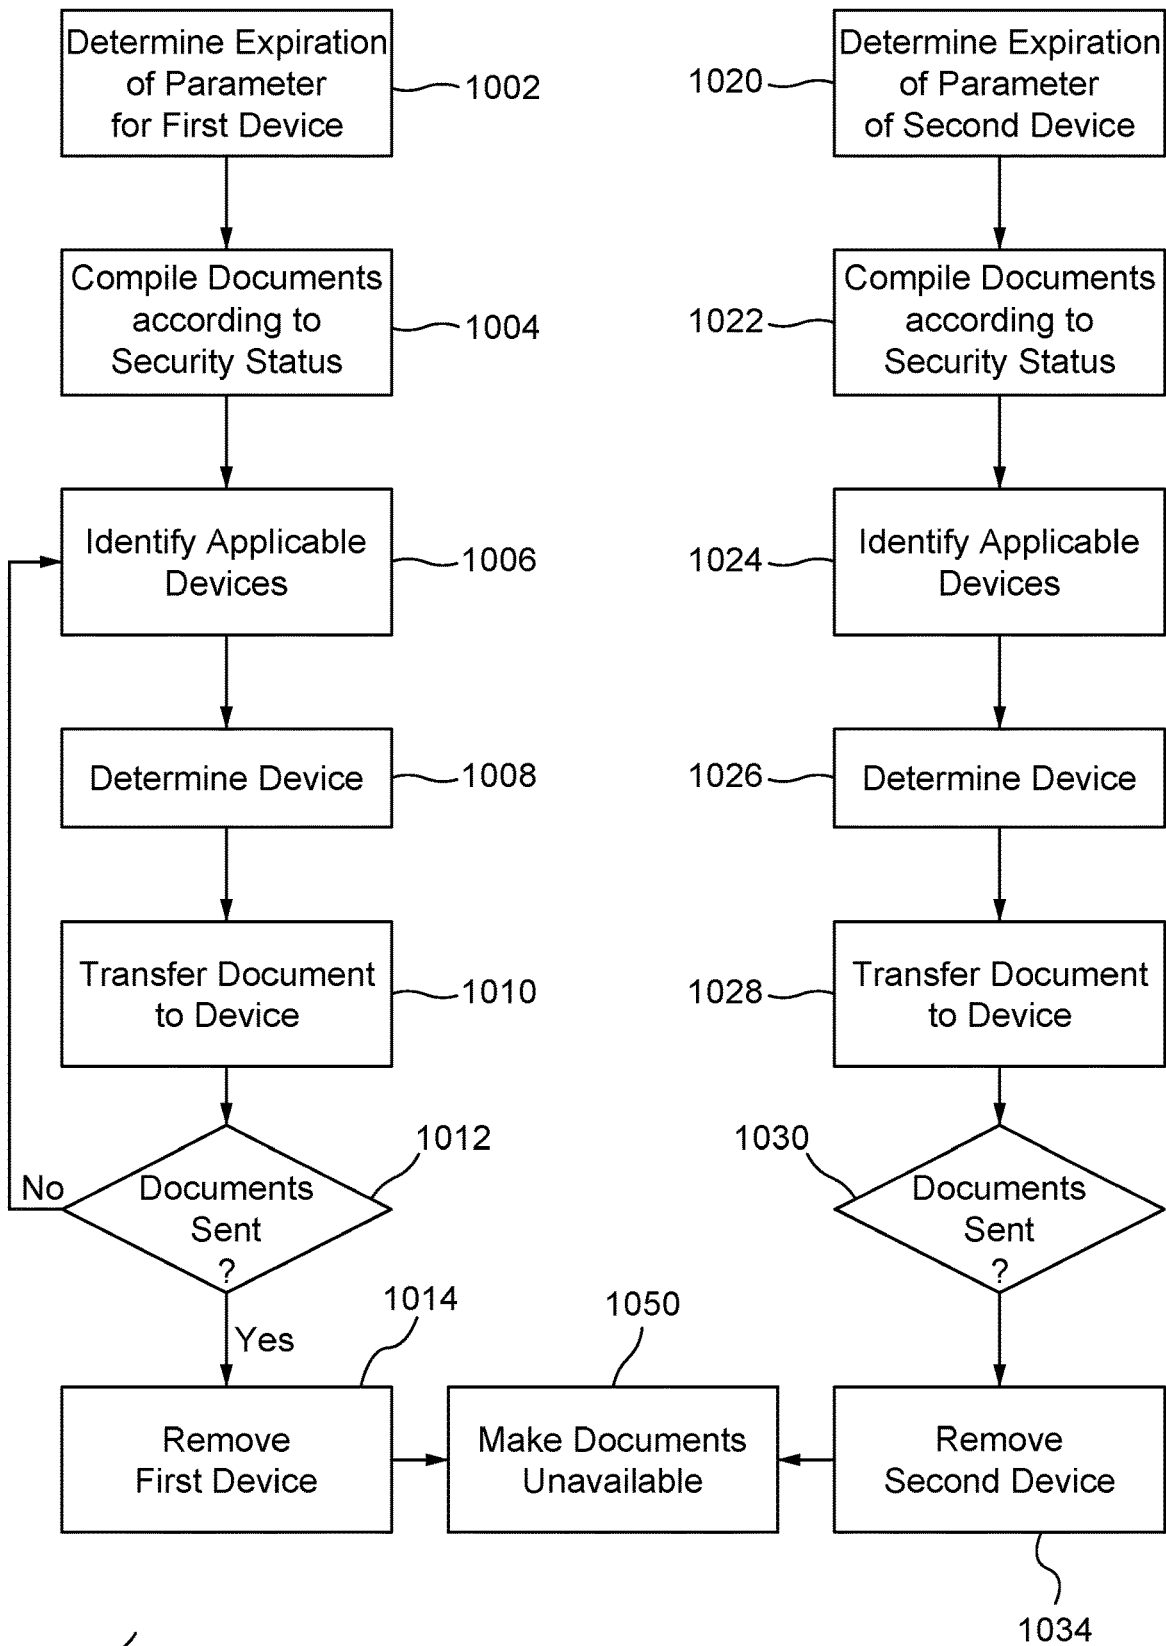 Determine Expiration
of Parameter
for First Device
1002
Compile Documents
according to
Security Status
1004
Identify Applicable
Devices
1006
Determine Device
1008
Transfer Document
to Device
1010
Documents
Sent
?
1012
No
Yes
Remove
First Device
1014
Make Documents
Unavailable
1050
Determine Expiration
of Parameter
of Second Device
1020
Compile Documents
according to
Security Status
1022
Identify Applicable
Devices
1024
Determine Device
1026
Transfer Document
to Device
1028
Documents
Sent
?
1030
Remove
Second Device
1034